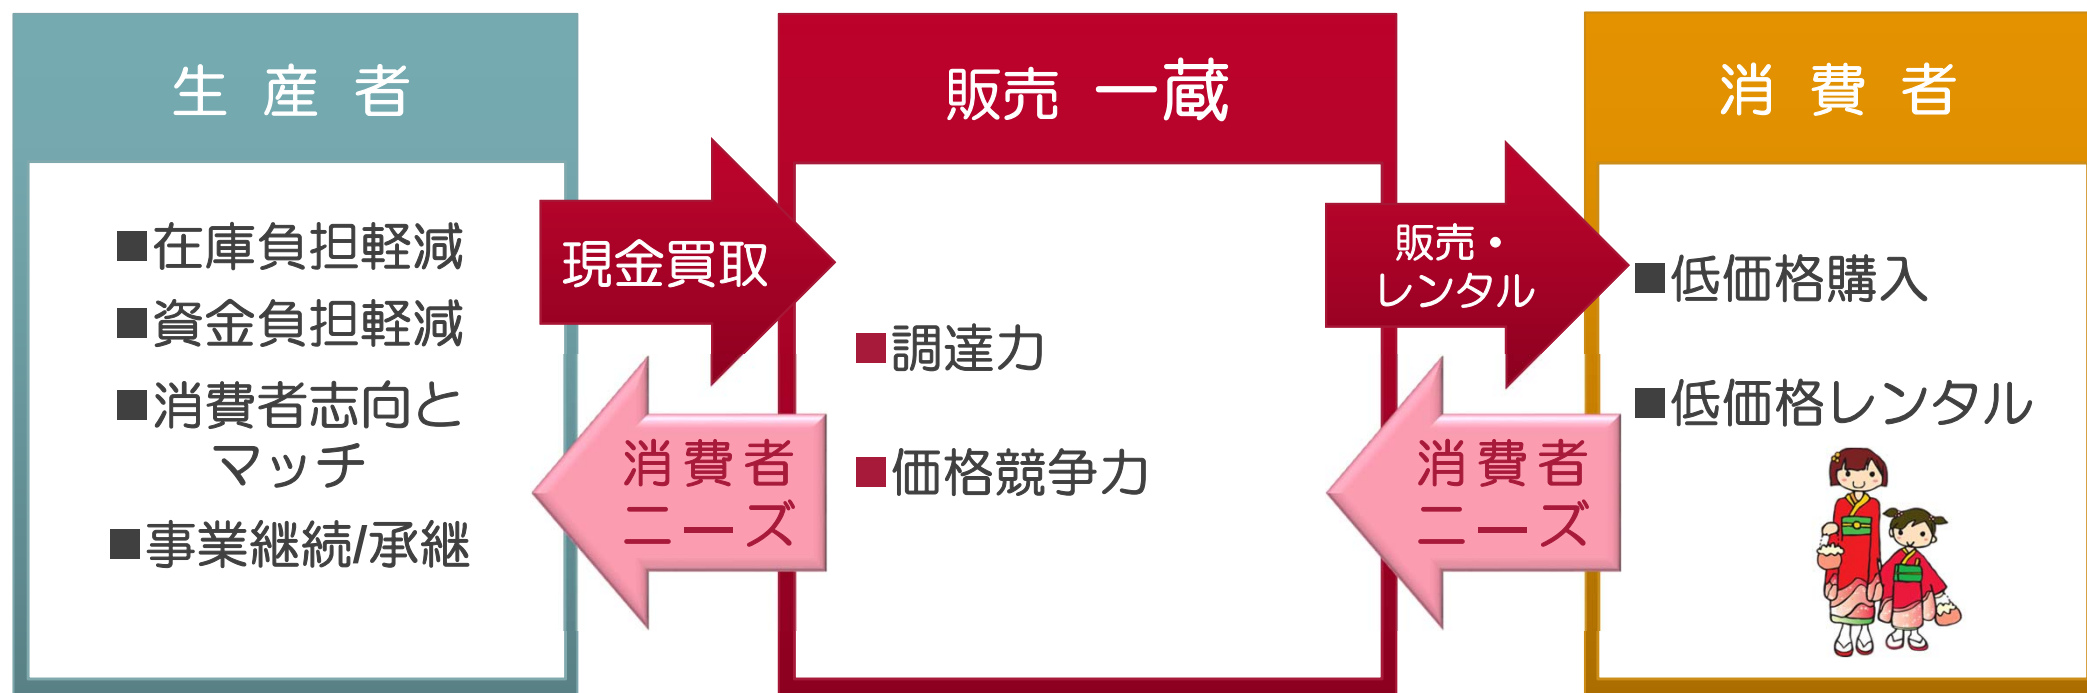 生産者
■在庫負担軽減
■資金負担軽減
■消費者志向と
マッチ
■事業継続/承継
現金買取
消費者
ニーズ
販売 一蔵
■調達力
■価格競争力
販売・
レンタル
消費者
ニーズ
消費者
■低価格購入
■低価格レンタル